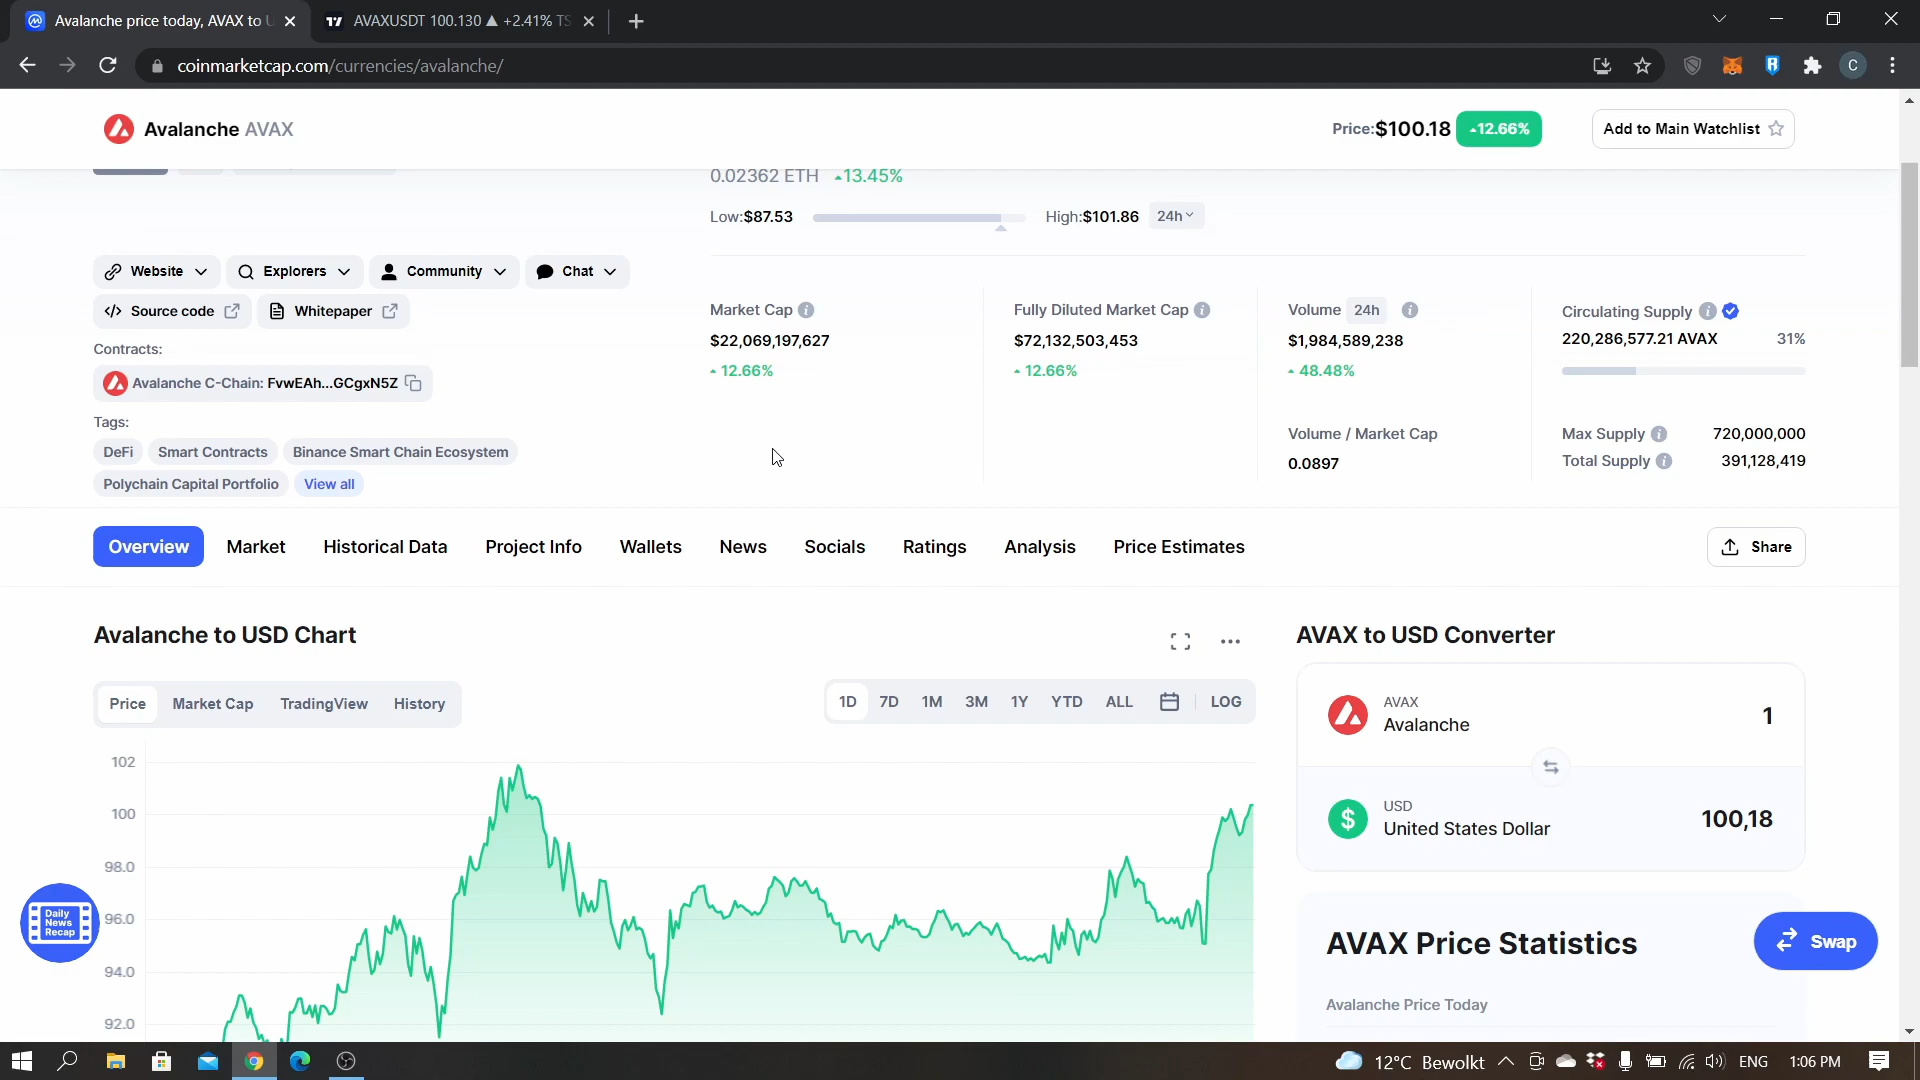 Avalanche price today, AVAX to U
AVAXUSDT 100.130 ▲ +2.41% TS
coinmarketcap.com/currencies/avalanche/
C
Avalanche AVAX
Price:$100.18
12.66%
Add to Main Watchlist
0.02362 ETH 13.45%
Low:$87.53
High:$101.86
24h
Website
Explorers
Community
Chat
Source code
Whitepaper
Contracts:
Avalanche C-Chain: FvwEAh...GCgxN5Z
Tags:
DeFi
Smart Contracts
Binance Smart Chain Ecosystem
Polychain Capital Portfolio
View all
Market Cap
$22,069,197,627
12.66%
Fully Diluted Market Cap
$72,132,503,453
12.66%
Volume 24h
$1,984,589,238
48.48%
Volume / Market Cap
0.0897
Circulating Supply
220,286,577.21 AVAX 31%
Max Supply 720,000,000
Total Supply 391,128,419
Overview
Market
Historical Data
Project Info
Wallets
News
Socials
Ratings
Analysis
Price Estimates
Share
Avalanche to USD Chart
Price
Market Cap
TradingView
History
1D
7D
1M
3M
1Y
YTD
ALL
LOG
102
100
98.0
96.0
94.0
92.0
Daily
News
Recap
AVAX to USD Converter
AVAX
Avalanche
1
USD
United States Dollar
100,18
AVAX Price Statistics
Swap
Avalanche Price Today
12°C Bewolkt
ENG
1:06 PM